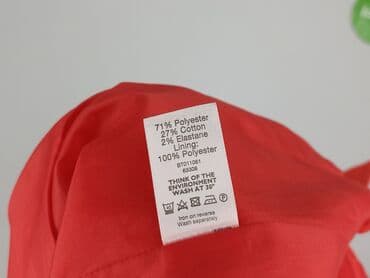 71% Polyester
27% Cotton
2% Elastane
Lining:
100% Polyester
THINK OF THE
ENVIRONMENT
WASH AT 30°
Iron on reverse
Wash separately